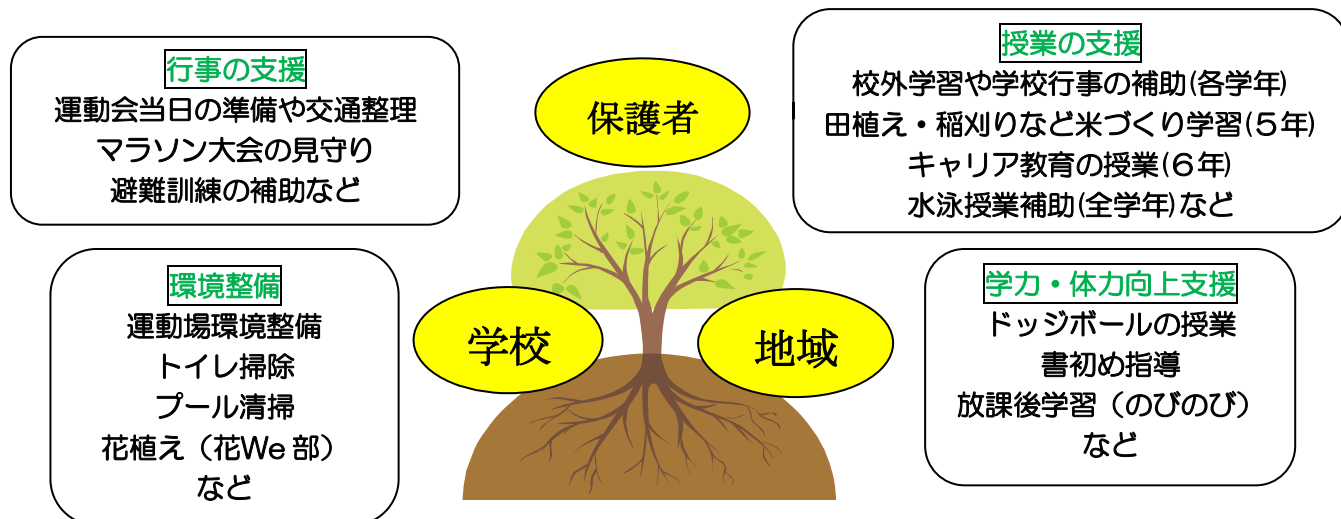 行事の支援
運動会当日の準備や交通整理
マラソン大会の見守り
避難訓練の補助など
保護者
授業の支援
校外学習や学校行事の補助(各学年)
田植え・稲刈りなど米づくり学習(5年)
キャリア教育の授業(6年)
水泳授業補助(全学年)など
環境整備
運動場環境整備
トイレ掃除
プール清掃
花植え（花We部）
など
学校
地域
学力・体力向上支援
ドッジボールの授業
書初め指導
放課後学習（のびのび）
など